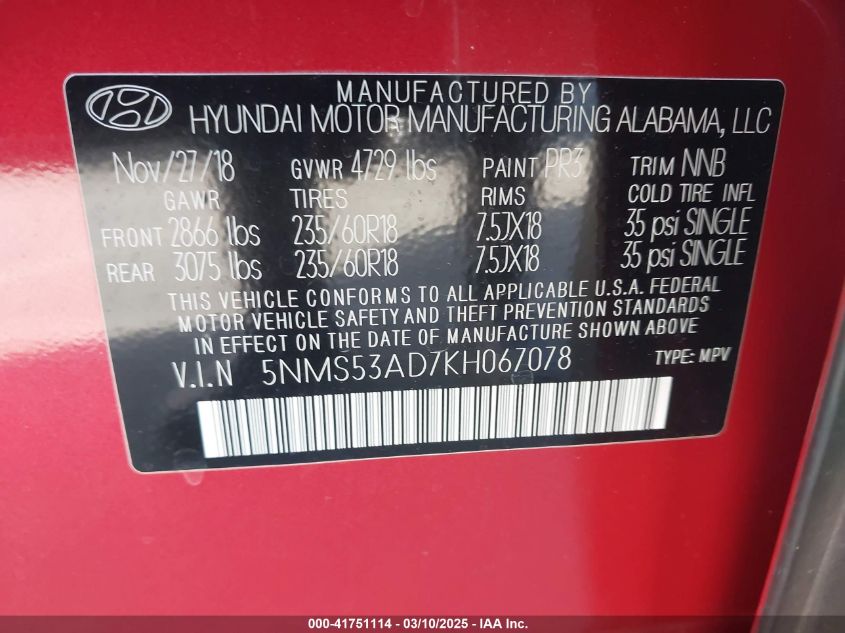 MANUFACTURED BY
HYUNDAI MOTOR MANUFACTURING ALABAMA, LLC
Nov/27/18 GVWR 4729 lbs PAINT PR3 TRIM NNB
GAWR TIRES RIMS COLD TIRE INFL
FRONT 2866 lbs 235/60R18 7.5JX18 35 psi SINGLE
REAR 3075 lbs 235/60R18 7.5JX18 35 psi SINGLE
THIS VEHICLE CONFORMS TO ALL APPLICABLE U.S.A. FEDERAL
MOTOR VEHICLE SAFETY AND THEFT PREVENTION STANDARDS
IN EFFECT ON THE DATE OF MANUFACTURE SHOWN ABOVE
V.I.N 5NMS53AD7KH067078 TYPE: MPV
000-41751114 - 03/10/2025 - IAA Inc.